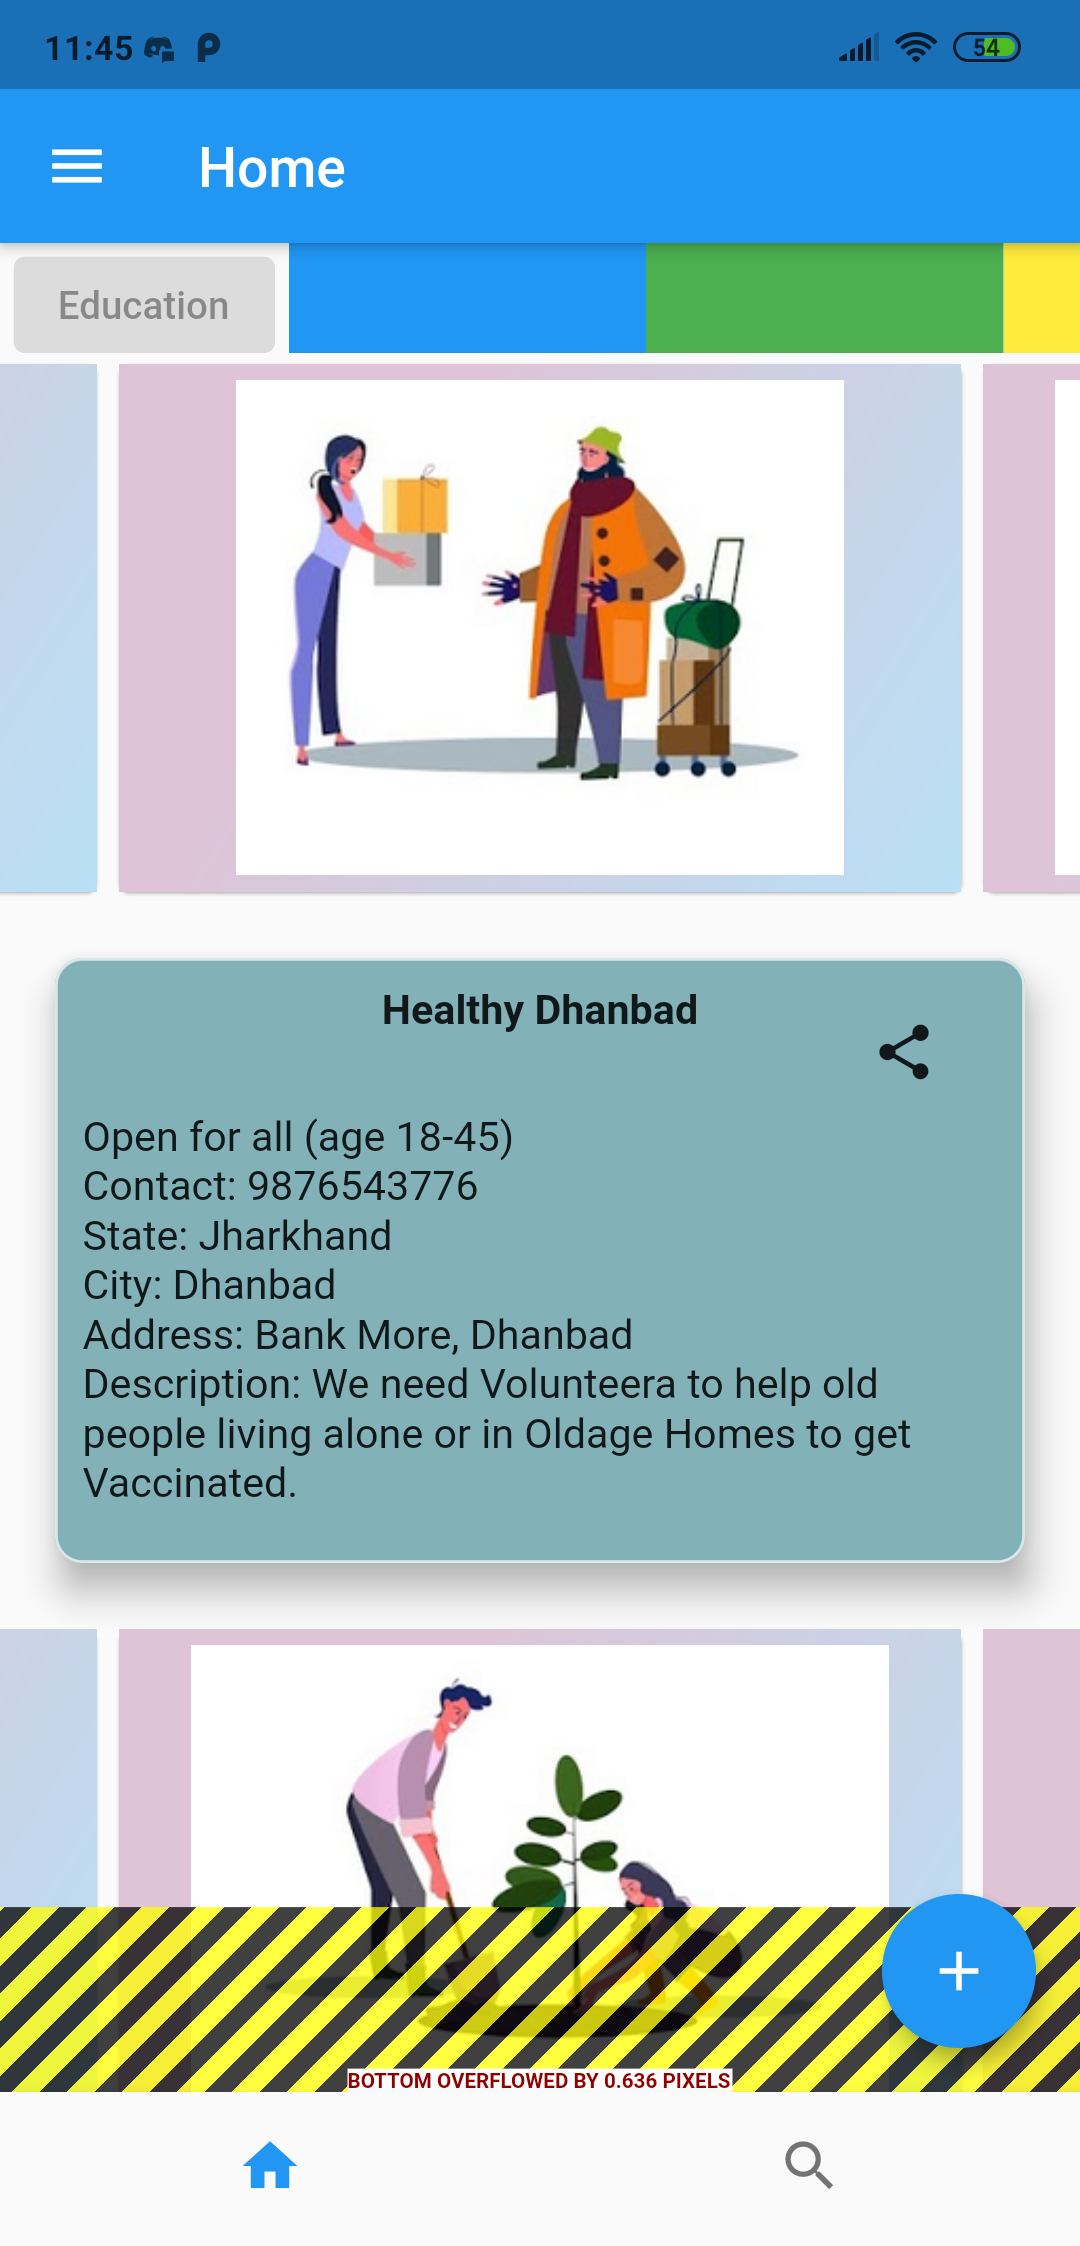 11:45
54
Home
Education
Healthy Dhanbad
Open for all (age 18-45)
Contact: 9876543776
State: Jharkhand
City: Dhanbad
Address: Bank More, Dhanbad
Description: We need Volunteera to help old
people living alone or in Oldage Homes to get
Vaccinated.
BOTTOM OVERFLOWED BY 0.636 PIXELS